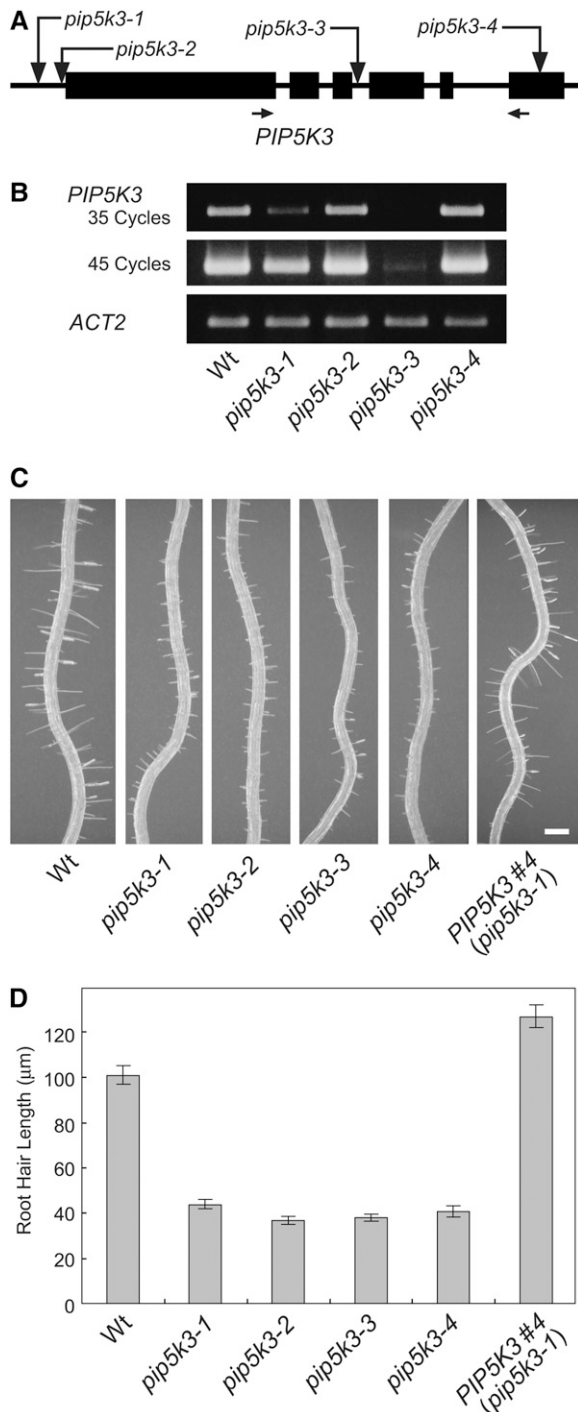 A
pip5k3-1
pip5k3-2
pip5k3-3
pip5k3-4
PIP5K3
B
PIP5K3
35 Cycles
45 Cycles
ACT2
Wt
pip5k3-1
pip5k3-2
pip5k3-3
pip5k3-4
C
Wt
pip5k3-1
pip5k3-2
pip5k3-3
pip5k3-4
PIP5K3 #4
(pip5k3-1)
D
Root Hair Length (µm)
120
100
80
60
40
20
0
Wt
pip5k3-1
pip5k3-2
pip5k3-3
pip5k3-4
PIP5K3 #4
(pip5k3-1)